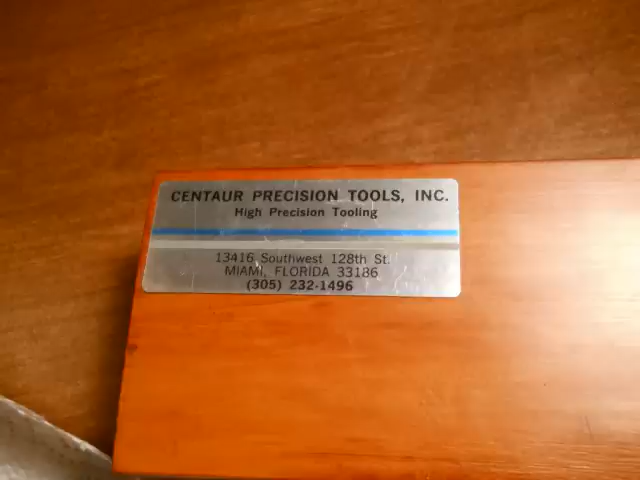 CENTAUR PRECISION TOOLS, INC.
High Precision Tooling
13416 Southwest 128th St.
MIAMI, FLORIDA 33186
(305) 232-1496